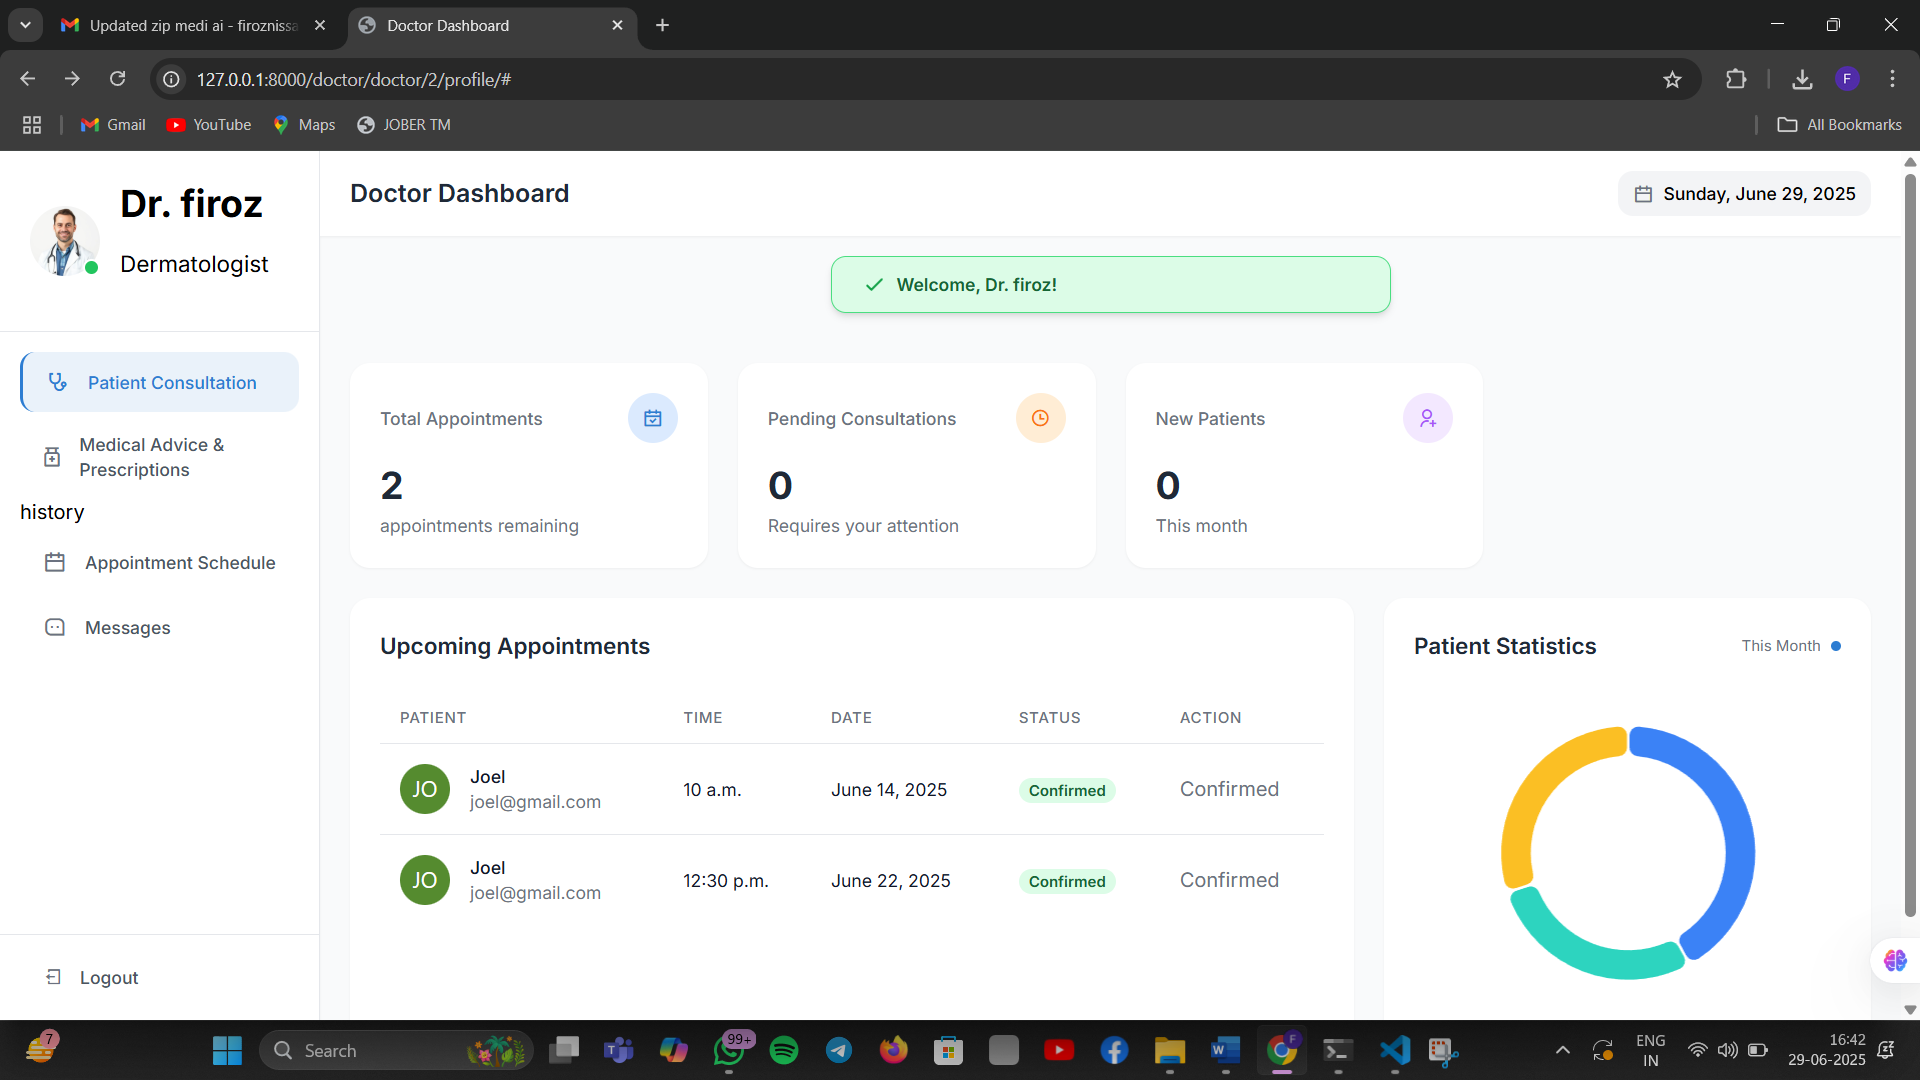 Updated zip medi ai - firoznissa
Doctor Dashboard
127.0.0.1:8000/doctor/doctor/2/profile/#
F
Gmail
YouTube
Maps
JOBER TM
All Bookmarks
Dr. firoz
Dermatologist
Doctor Dashboard
Sunday, June 29, 2025
Welcome, Dr. firoz!
Patient Consultation
Medical Advice &
Prescriptions
history
Appointment Schedule
Messages
Logout
Total Appointments
2
appointments remaining
Pending Consultations
0
Requires your attention
New Patients
0
This month
Upcoming Appointments
PATIENT TIME DATE STATUS ACTION
JO Joel 10 a.m. June 14, 2025 Confirmed Confirmed
joel@gmail.com
JO Joel 12:30 p.m. June 22, 2025 Confirmed Confirmed
joel@gmail.com
Patient Statistics
This Month
7
Search
99+
F
ENG
IN
16:42
29-06-2025